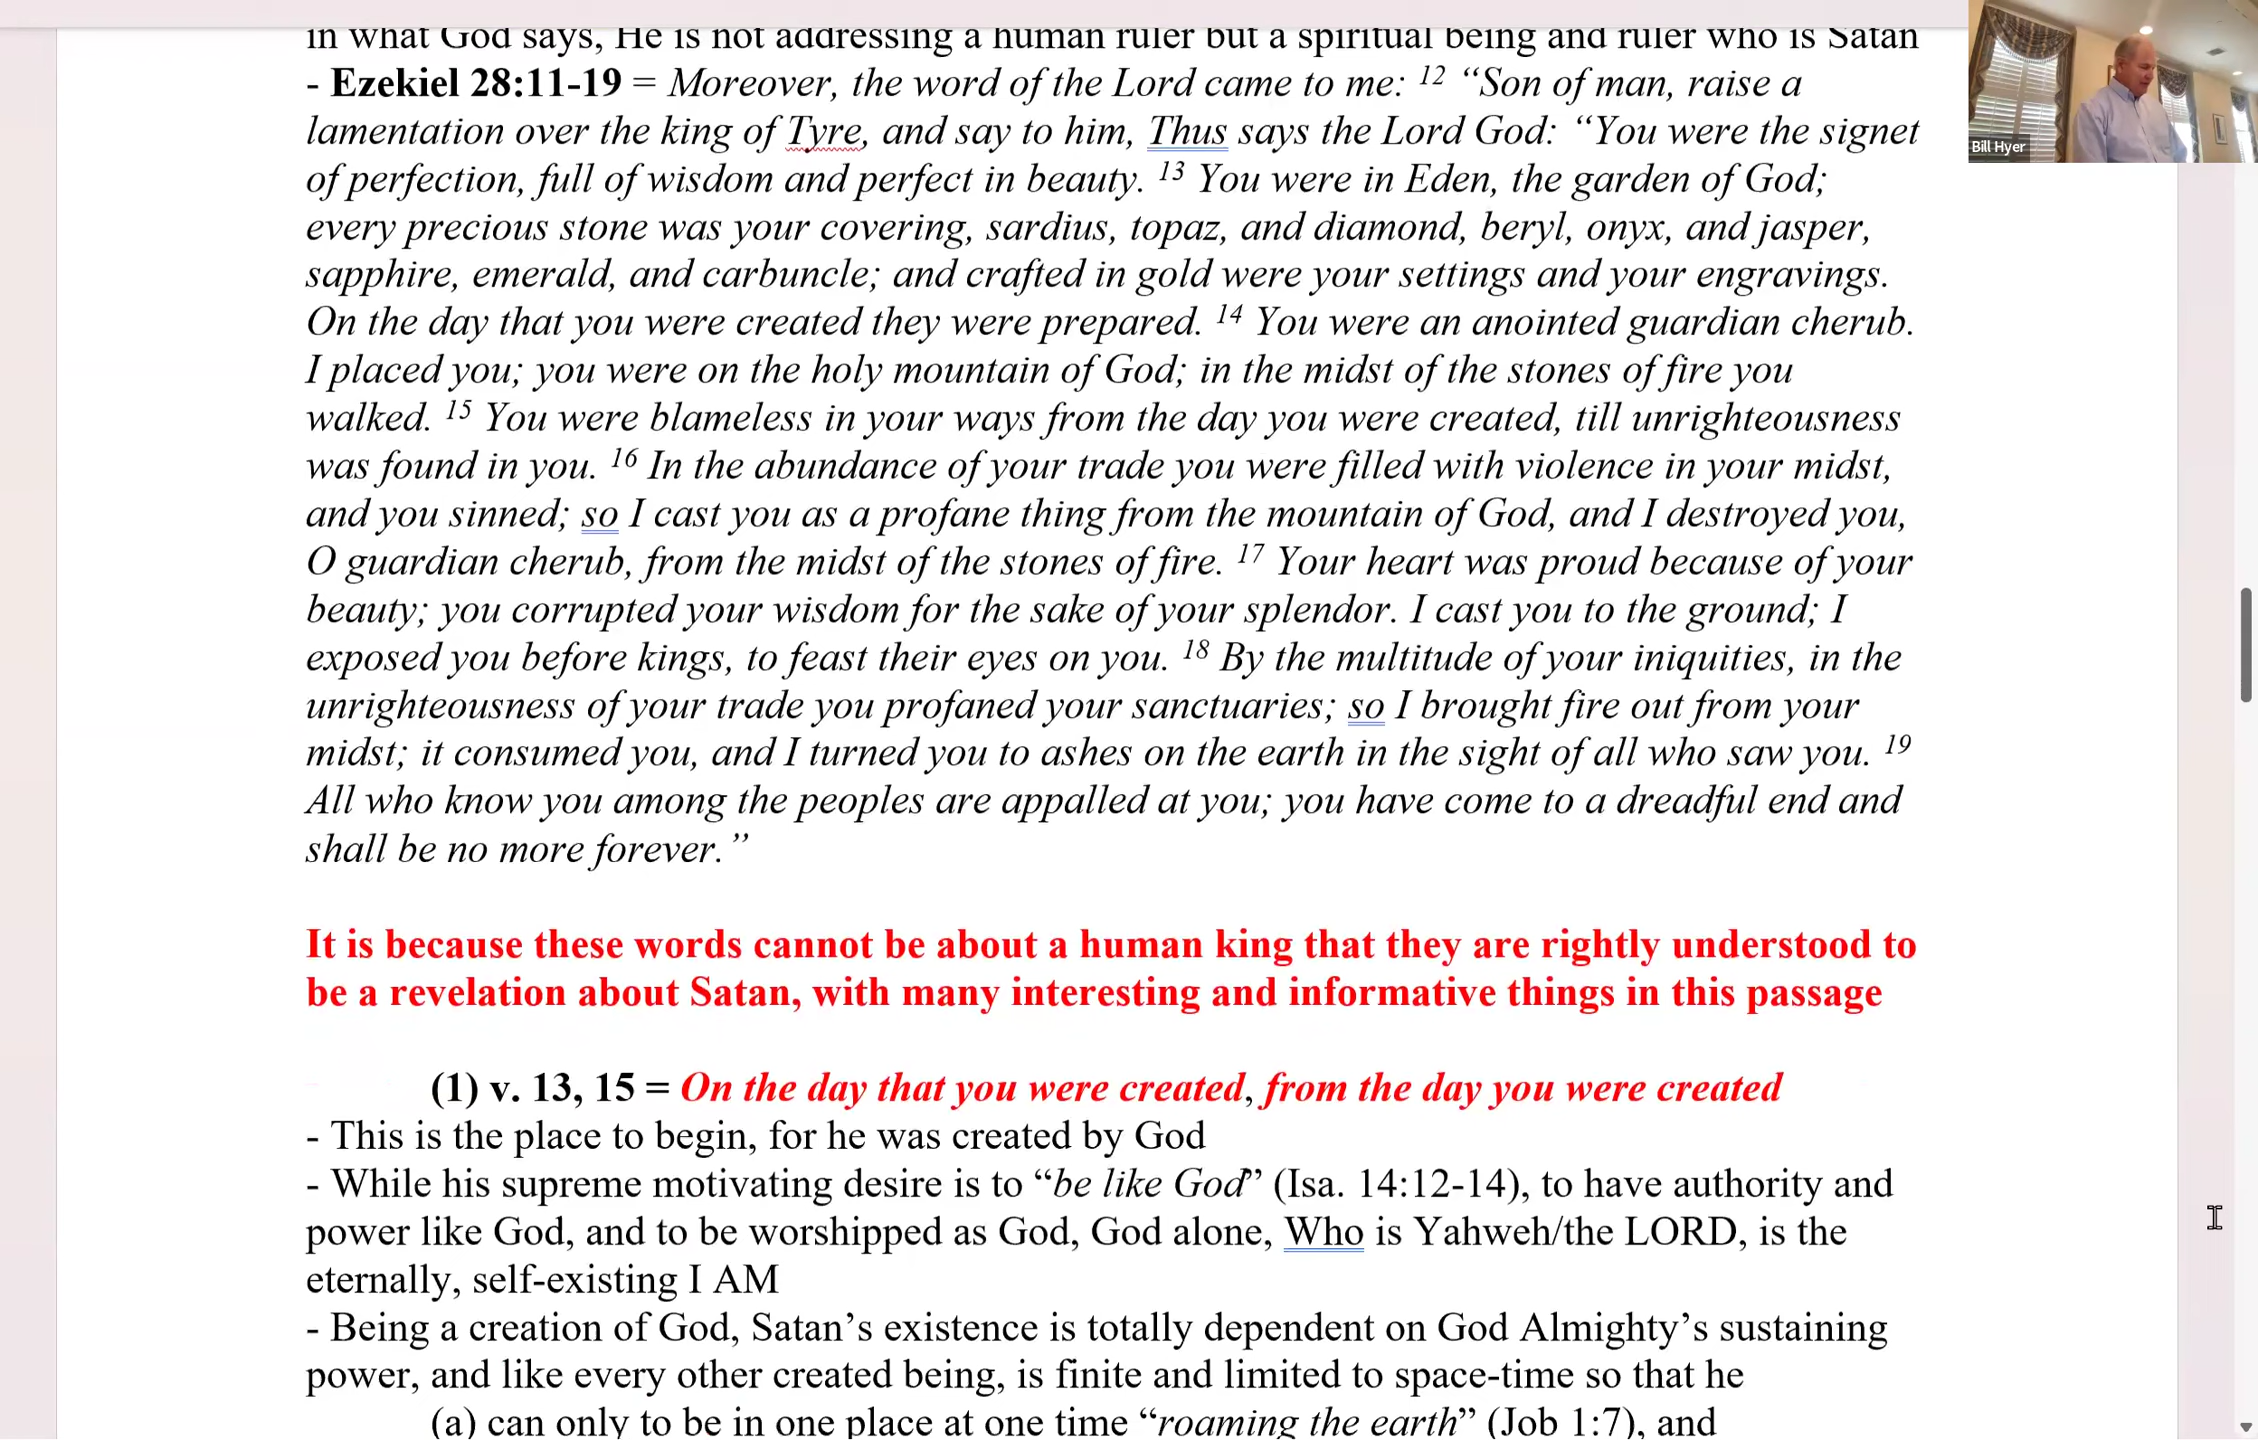 in what God says, He is not addressing a human ruler but a spiritual being and ruler who is Satan
- Ezekiel 28:11-19 = Moreover, the word of the Lord came to me: 12 “Son of man, raise a
lamentation over the king of Tyre, and say to him, Thus says the Lord God: “You were the signet
of perfection, full of wisdom and perfect in beauty. 13 You were in Eden, the garden of God;
every precious stone was your covering, sardius, topaz, and diamond, beryl, onyx, and jasper,
sapphire, emerald, and carbuncle; and crafted in gold were your settings and your engravings.
On the day that you were created they were prepared. 14 You were an anointed guardian cherub.
I placed you; you were on the holy mountain of God; in the midst of the stones of fire you
walked. 15 You were blameless in your ways from the day you were created, till unrighteousness
was found in you. 16 In the abundance of your trade you were filled with violence in your midst,
and you sinned; so I cast you as a profane thing from the mountain of God, and I destroyed you,
O guardian cherub, from the midst of the stones of fire. 17 Your heart was proud because of your
beauty; you corrupted your wisdom for the sake of your splendor. I cast you to the ground; I
exposed you before kings, to feast their eyes on you. 18 By the multitude of your iniquities, in the
unrighteousness of your trade you profaned your sanctuaries; so I brought fire out from your
midst; it consumed you, and I turned you to ashes on the earth in the sight of all who saw you. 19
All who know you among the peoples are appalled at you; you have come to a dreadful end and
shall be no more forever.”
It is because these words cannot be about a human king that they are rightly understood to
be a revelation about Satan, with many interesting and informative things in this passage
(1) v. 13, 15 = On the day that you were created, from the day you were created
- This is the place to begin, for he was created by God
- While his supreme motivating desire is to “be like God” (Isa. 14:12-14), to have authority and
power like God, and to be worshipped as God, God alone, Who is Yahweh/the LORD, is the
eternally, self-existing I AM
- Being a creation of God, Satan’s existence is totally dependent on God Almighty’s sustaining
power, and like every other created being, is finite and limited to space-time so that he
(a) can only to be in one place at one time “roaming the earth” (Job 1:7), and
Bill Hyer